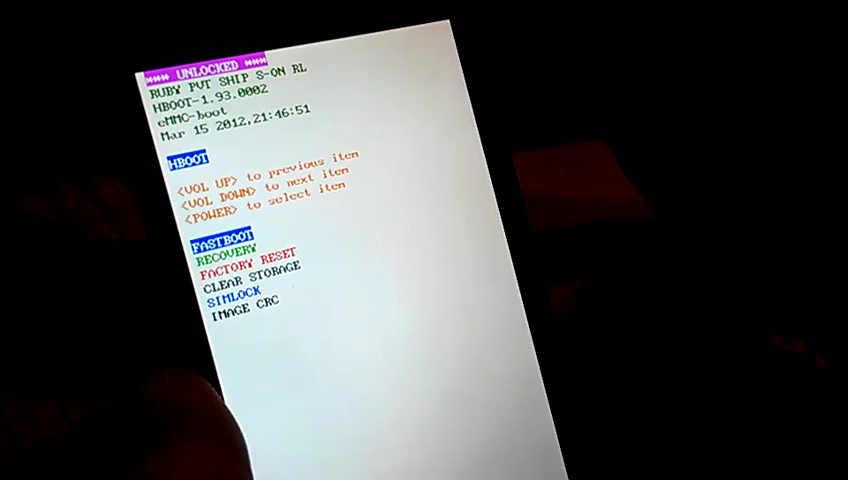 *** UNLOCKED ***
RUBY PVT SHIP S-ON RL
HBOOT-1.93.0002
eMMC-boot
Mar 15 2012,21:46:51
HBOOT
<VOL UP> to previous item
<VOL DOWN> to next item
<POWER> to select item
FASTBOOT
RECOVERY
FACTORY RESET
CLEAR STORAGE
SIMLOCK
IMAGE CRC